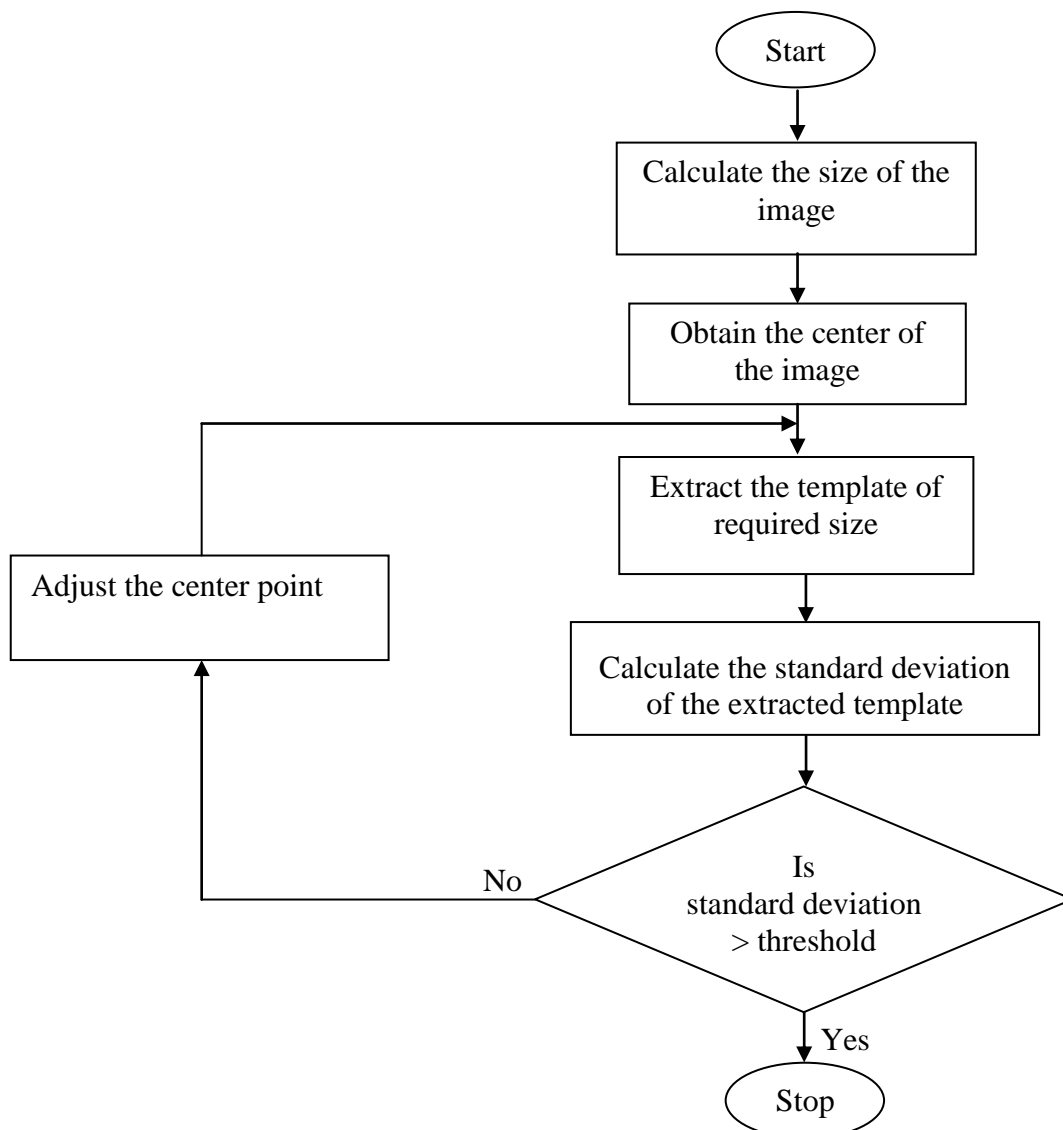 Start
Calculate the size of the
image
Obtain the center of
the image
Extract the template of
required size
Adjust the center point
Calculate the standard deviation
of the extracted template
No
Is
standard deviation
> threshold
Yes
Stop